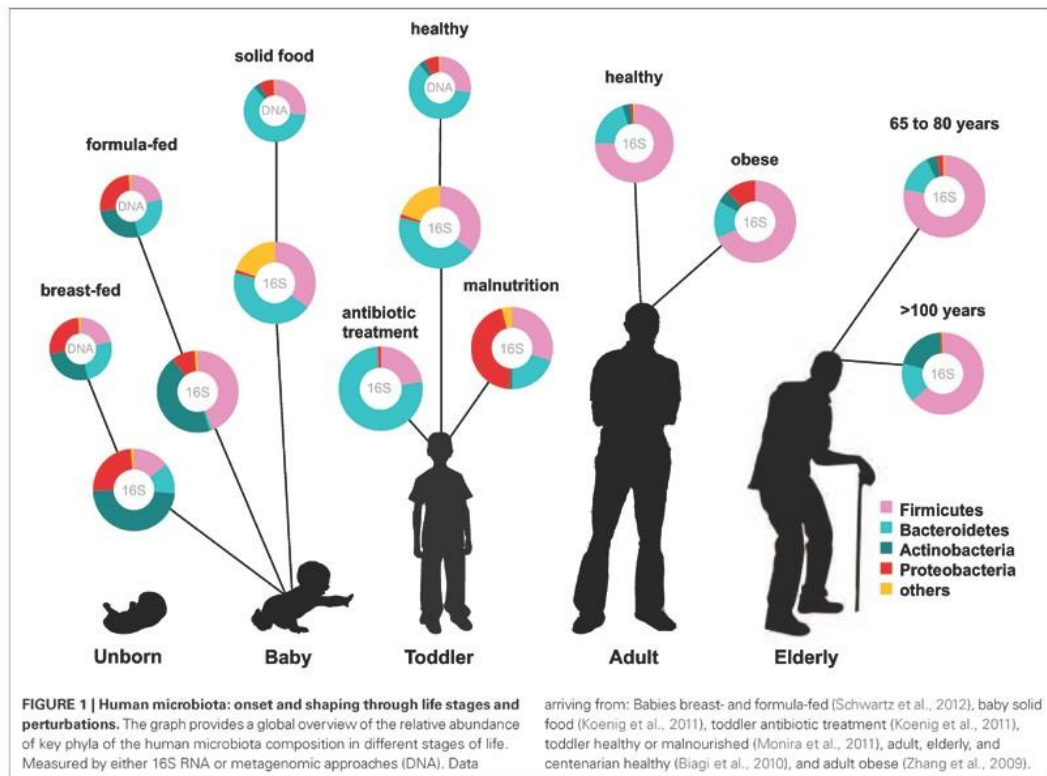 healthy
solid food
DNA
healthy
DNA
65 to 80 years
formula-fed
16S
obese
DNA
16S
16S
16S
breast-fed
16S
malnutrition
>100 years
antibiotic
treatment
DNA
16S
16S
16S
16S
16S
Firmicutes
Bacteroidetes
Actinobacteria
Proteobacteria
others
Unborn
Baby
Toddler
Adult
Elderly
FIGURE 1 | Human microbiota: onset and shaping through life stages and
perturbations. The graph provides a global overview of the relative abundance
of key phyla of the human microbiota composition in different stages of life.
Measured by either 16S RNA or metagenomic approaches (DNA). Data
arriving from: Babies breast- and formula-fed (Schwartz et al., 2012), baby solid
food (Koenig et al., 2011), toddler antibiotic treatment (Koenig et al., 2011),
toddler healthy or malnourished (Monira et al., 2011), adult, elderly, and
centenarian healthy (Biagi et al., 2010), and adult obese (Zhang et al., 2009).